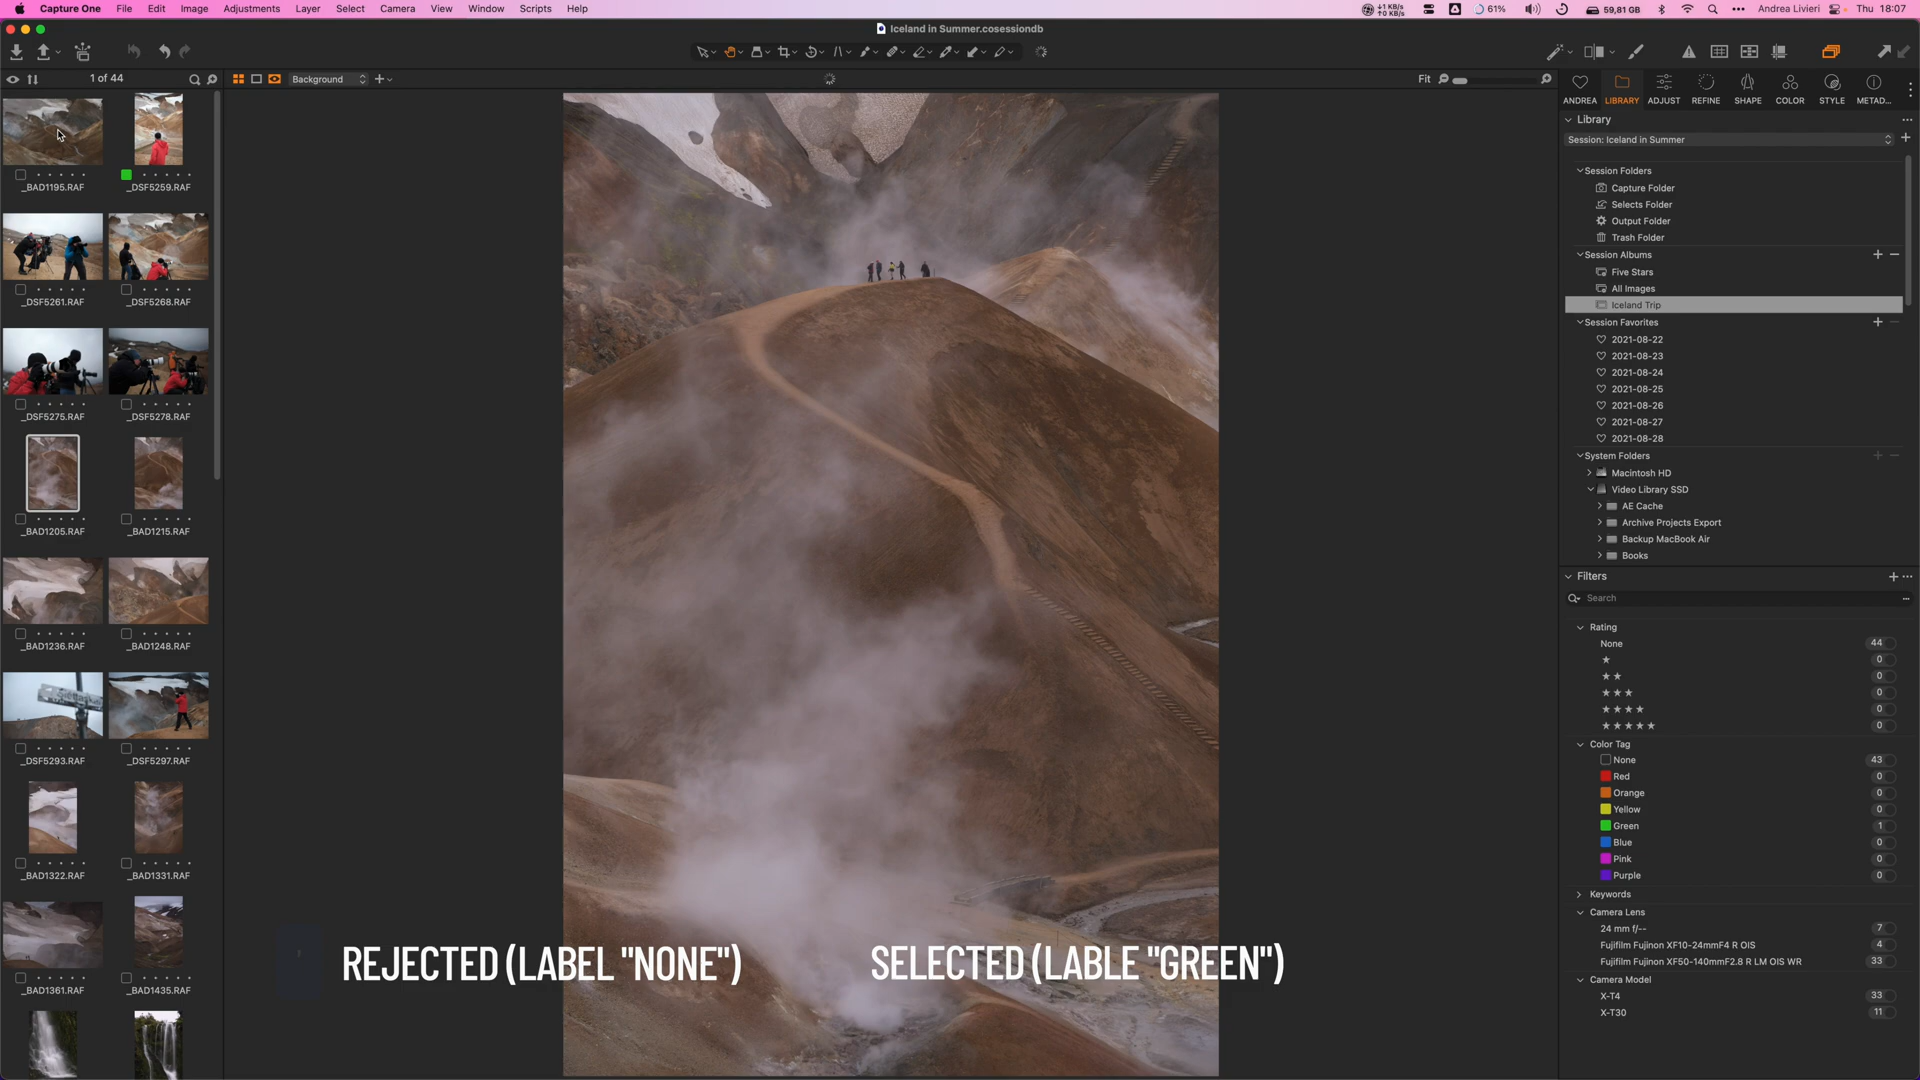 Capture One File Edit Image Adjustments Layer Select Camera View Window Scripts Help
↓1 KB/s
↑0 KB/s
61%
59,81 GB
Andrea Livieri
Thu 18:07
Iceland in Summer.cosessiondb
1 of 44
Background
Fit
ANDREA LIBRARY ADJUST REFINE SHAPE COLOR STYLE METAD...
_BAD1195.RAF
_DSF5259.RAF
_DSF5261.RAF
_DSF5268.RAF
_DSF5275.RAF
_DSF5278.RAF
_BAD1205.RAF
_BAD1215.RAF
_BAD1236.RAF
_BAD1248.RAF
_DSF5293.RAF
_DSF5297.RAF
_BAD1322.RAF
_BAD1331.RAF
_BAD1361.RAF
_BAD1435.RAF
REJECTED (LABEL "NONE")
SELECTED (LABLE "GREEN")
Library
Session: Iceland in Summer
Session Folders
Capture Folder
Selects Folder
Output Folder
Trash Folder
Session Albums
Five Stars
All Images
Iceland Trip
Session Favorites
2021-08-22
2021-08-23
2021-08-24
2021-08-25
2021-08-26
2021-08-27
2021-08-28
System Folders
Macintosh HD
Video Library SSD
AE Cache
Archive Projects Export
Backup MacBook Air
Books
Filters
Search
Rating
None 44
★ 0
★★ 0
★★★ 0
★★★★ 0
★★★★★ 0
Color Tag
None 43
Red 0
Orange 0
Yellow 0
Green 1
Blue 0
Pink 0
Purple 0
Keywords
Camera Lens
24 mm f/-- 7
Fujifilm Fujinon XF10-24mmF4 R OIS 4
Fujifilm Fujinon XF50-140mmF2.8 R LM OIS WR 33
Camera Model
X-T4 33
X-T30 11